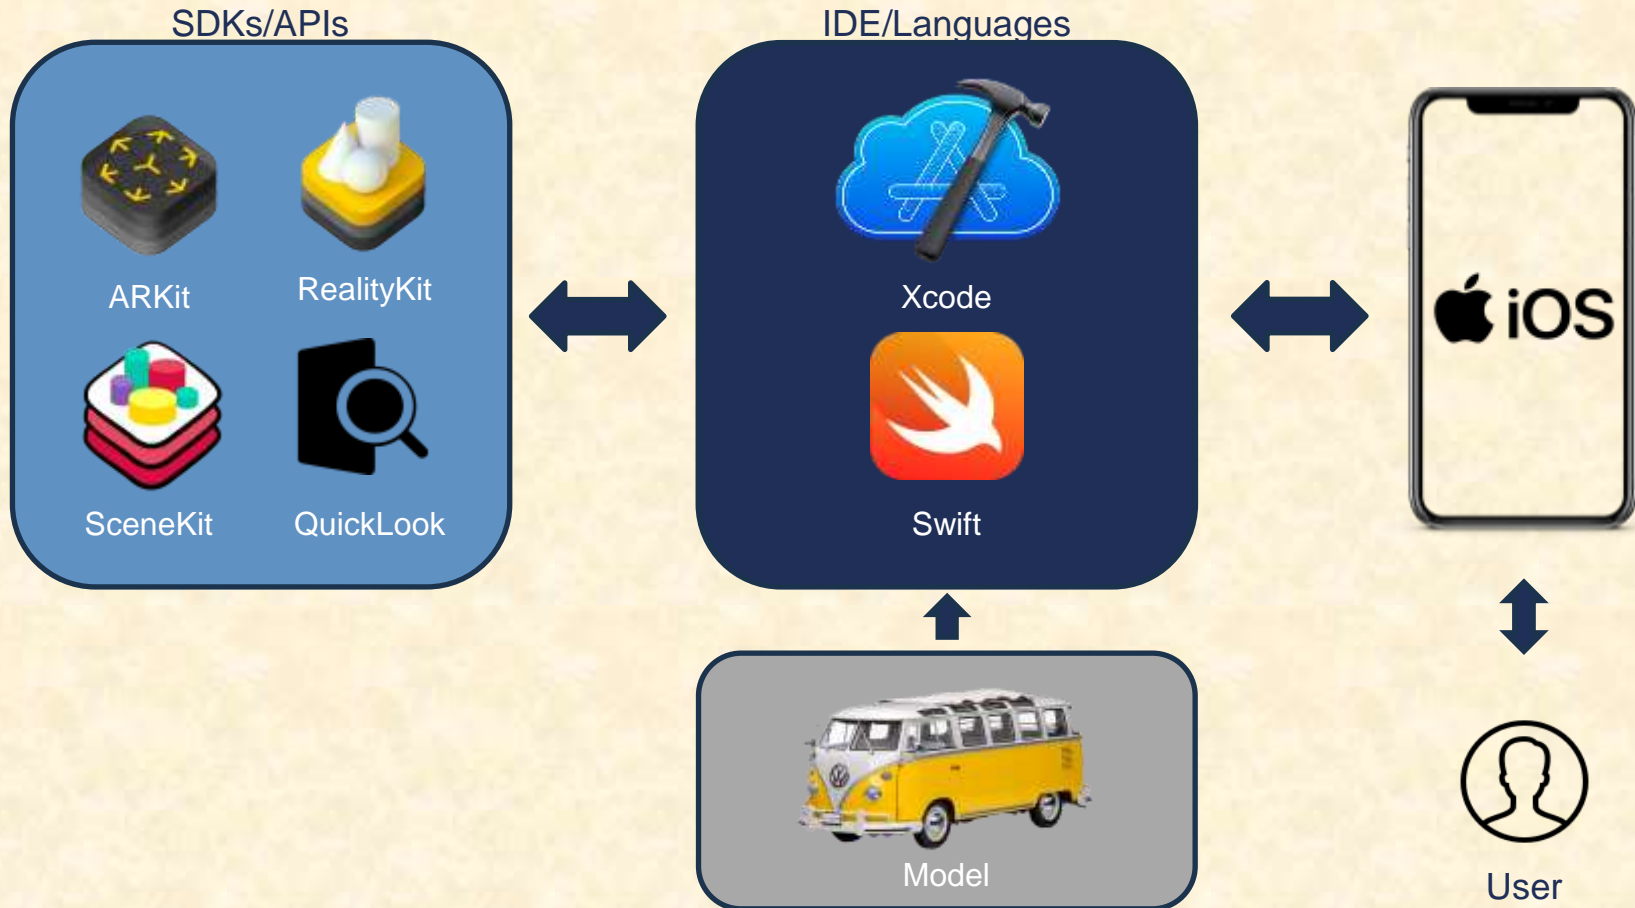 SDKs/APIs
IDE/Languages
ARKit
RealityKit
SceneKit
QuickLook
Xcode
Swift
iOS
Model
User